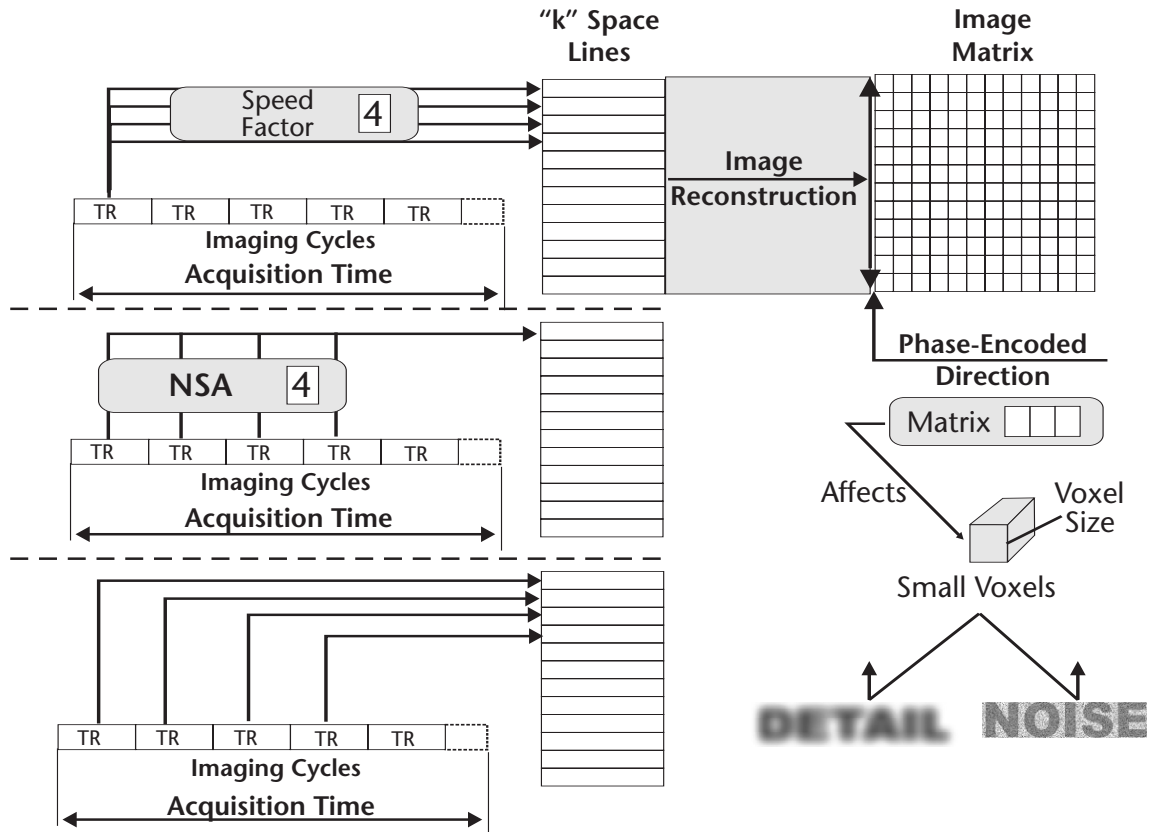 “k” Space
Lines
Image
Matrix
Speed
Factor 4
Image
Reconstruction
TR TR TR TR TR
Imaging Cycles
Acquisition Time
Phase-Encoded
Direction
NSA 4
Matrix
TR TR TR TR TR
Imaging Cycles
Acquisition Time
Affects
Voxel
Size
Small Voxels
DETAIL NOISE
TR TR TR TR TR
Imaging Cycles
Acquisition Time